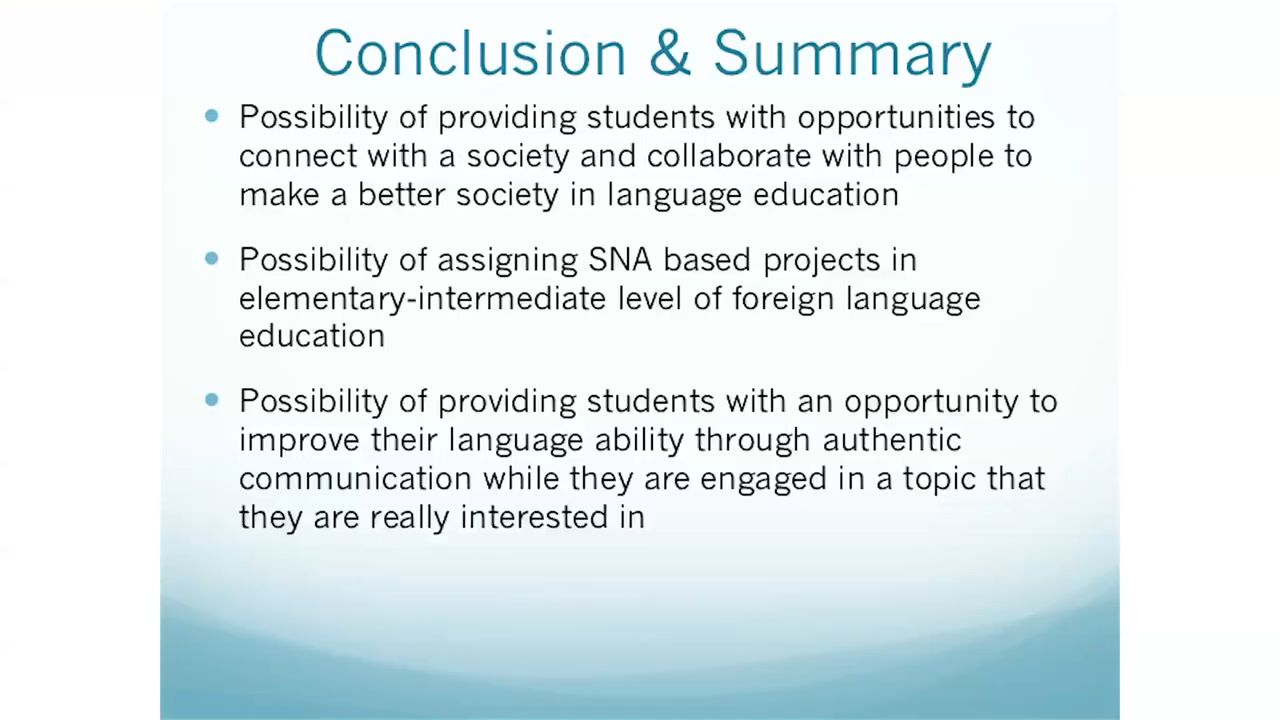 Conclusion & Summary
Possibility of providing students with opportunities to
connect with a society and collaborate with people to
make a better society in language education
Possibility of assigning SNA based projects in
elementary-intermediate level of foreign language
education
Possibility of providing students with an opportunity to
improve their language ability through authentic
communication while they are engaged in a topic that
they are really interested in